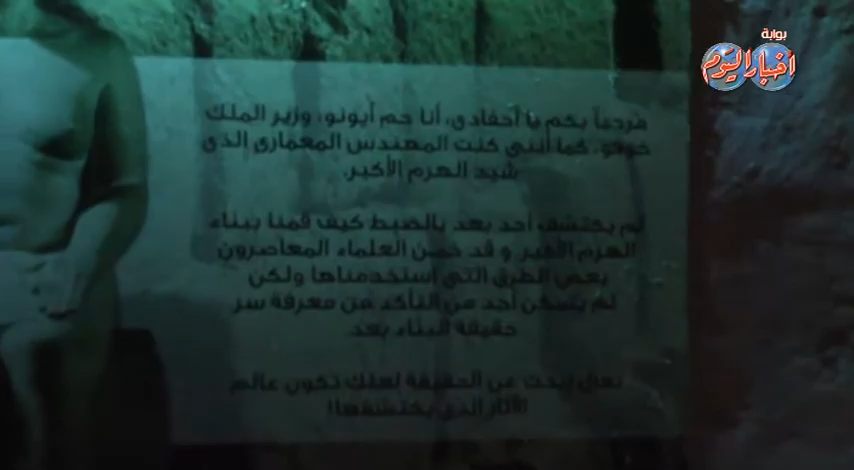 بوابة
أخبار اليوم
مرحباً بكم يا أحفادي، أنا حم أيونو، وزير الملك
خوفو، كما أنني كنت المهندس المعماري الذي
شيد الهرم الأكبر.
لم يكتشف أحد بعد بالضبط كيف قمنا ببناء
الهرم الأكبر و قد خمن العلماء المعاصرون
بعض الطرق التي استخدمناها ولكن
لم يتمكن أحد من التأكد من معرفة سر
حقيقة البناء بعد.
تعال ابحث عن الحقيقة لعلك تكون عالم
الآثار الذي يكتشفها!